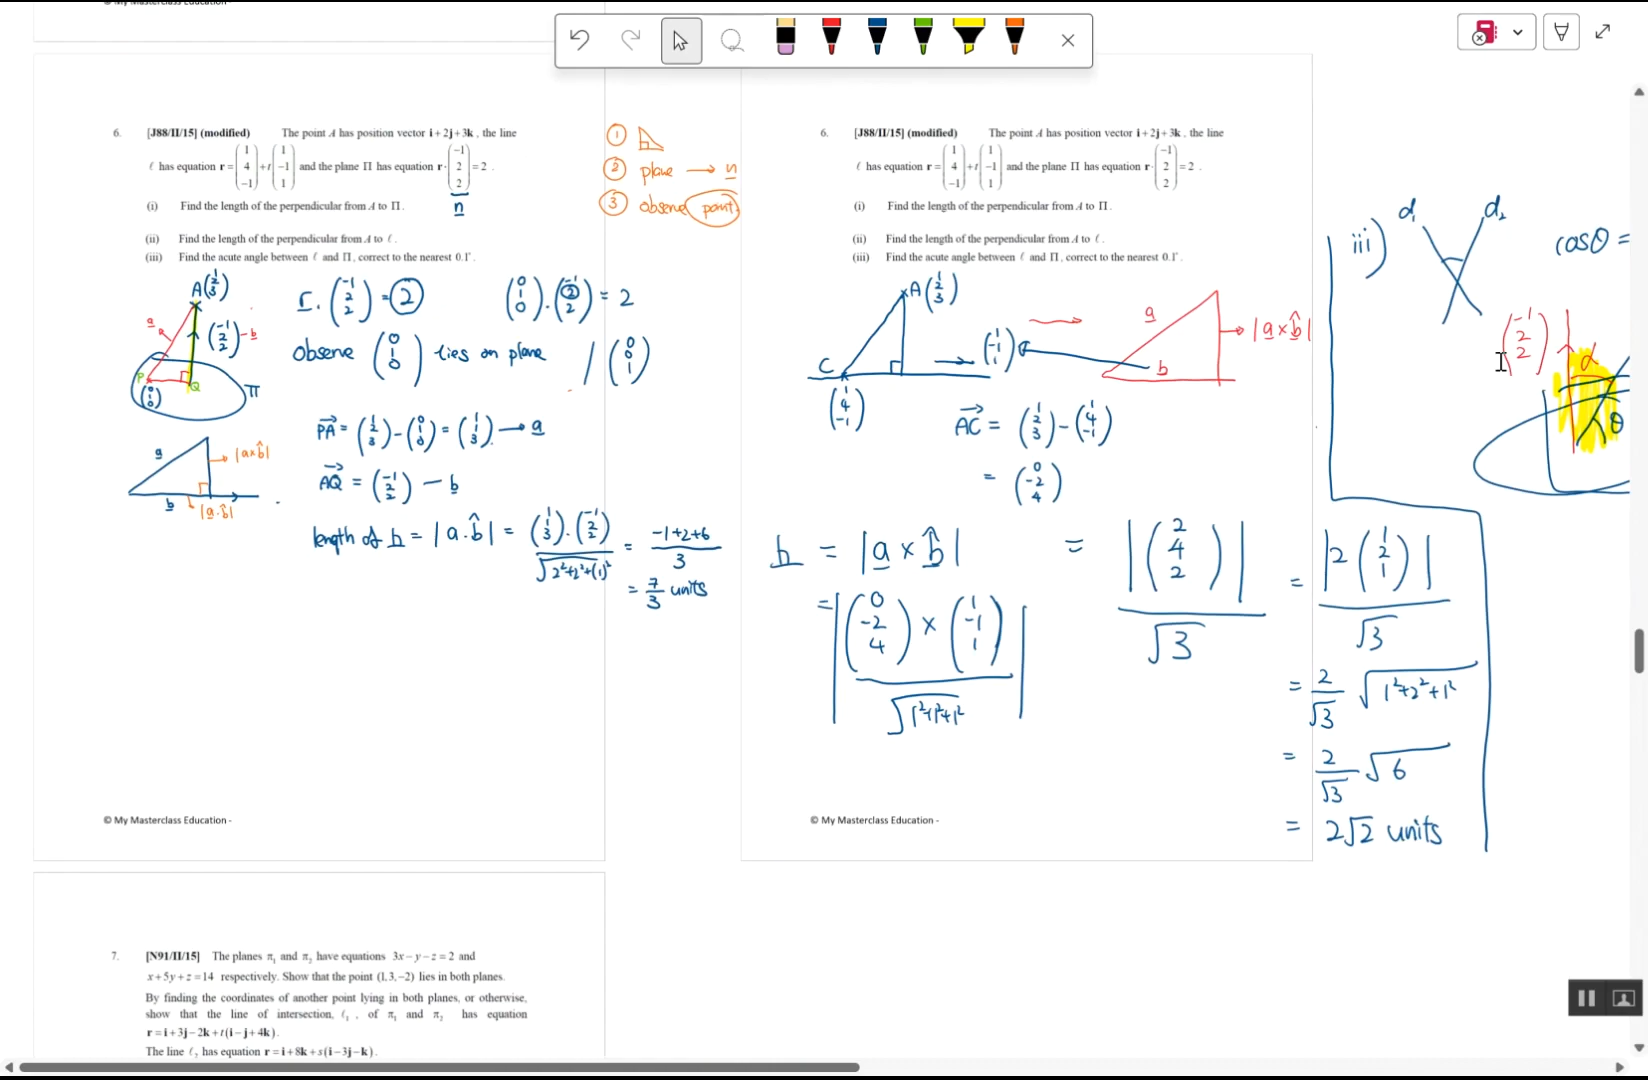 6. [J88/II/15] (modified) The point A has position vector i + 2j + 3k , the line
ℓ has equation r = (1 4 −1) + t (1 −1 1) and the plane Π has equation r · (−1 2 2) = 2 .
n
(i) Find the length of the perpendicular from A to Π .
(ii) Find the length of the perpendicular from A to ℓ .
(iii) Find the acute angle between ℓ and Π , correct to the nearest 0.1° .
①
② plane → n
③ observe point
A (1 2 3)
a
(-1 2 2) - b
P
Q
(0 1 0)
Π
r . (-1 2 2) = 2
(0 1 0) . (-1 2 2) = 2
observe (0 1 0) lies on plane / (0 0 1)
PA = (1 2 3) - (0 1 0) = (1 1 3) → a
AQ = (-1 2 2) - b
a
|a×b̂|
b
|a.b̂|
length of h = |a.b̂| = (1 1 3) . (-1 2 2) / √2²+2²+(1)² = -1+2+6 / 3
= 7/3 units
© My Masterclass Education -
6. [J88/II/15] (modified) The point A has position vector i + 2j + 3k , the line
ℓ has equation r = (1 4 −1) + t (1 −1 1) and the plane Π has equation r · (−1 2 2) = 2 .
(i) Find the length of the perpendicular from A to Π .
(ii) Find the length of the perpendicular from A to ℓ .
(iii) Find the acute angle between ℓ and Π , correct to the nearest 0.1° .
A (1 2 3)
C
(1 -1 1)
(1 4 -1)
a
|a×b̂|
b
AC = (1 2 3) - (1 4 -1)
= (0 -2 4)
h = |a × b̂|
= |(0 -2 4) × (1 -1 1)| / √1²+1²+1²
= |(2 4 2)| / √3
= |2 (1 2 1)| / √3
= 2/√3 √1²+2²+1²
= 2/√3 √6
= 2√2 units
© My Masterclass Education -
iii) d₁ d₂
cosθ =
(-1 2 2)
α
θ
7. [N91/II/15] The planes π₁ and π₂ have equations 3x − y − z = 2 and
x + 5y + z = 14 respectively. Show that the point (1, 3, −2) lies in both planes.
By finding the coordinates of another point lying in both planes, or otherwise,
show that the line of intersection, ℓ₁ , of π₁ and π₂ has equation
r = i + 3j − 2k + t(i − j + 4k) .
The line ℓ₂ has equation r = i + 8k + s(i − 3j − k) .